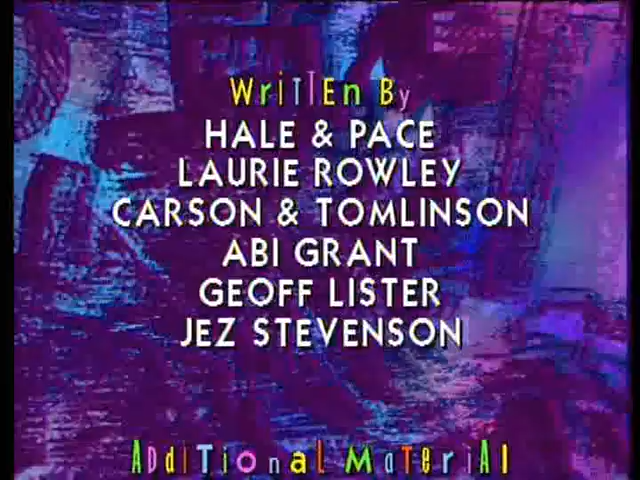 WriTTEn By
HALE & PACE
LAURIE ROWLEY
CARSON & TOMLINSON
ABI GRANT
GEOFF LISTER
JEZ STEVENSON
ADdITionaL MaTerIAl